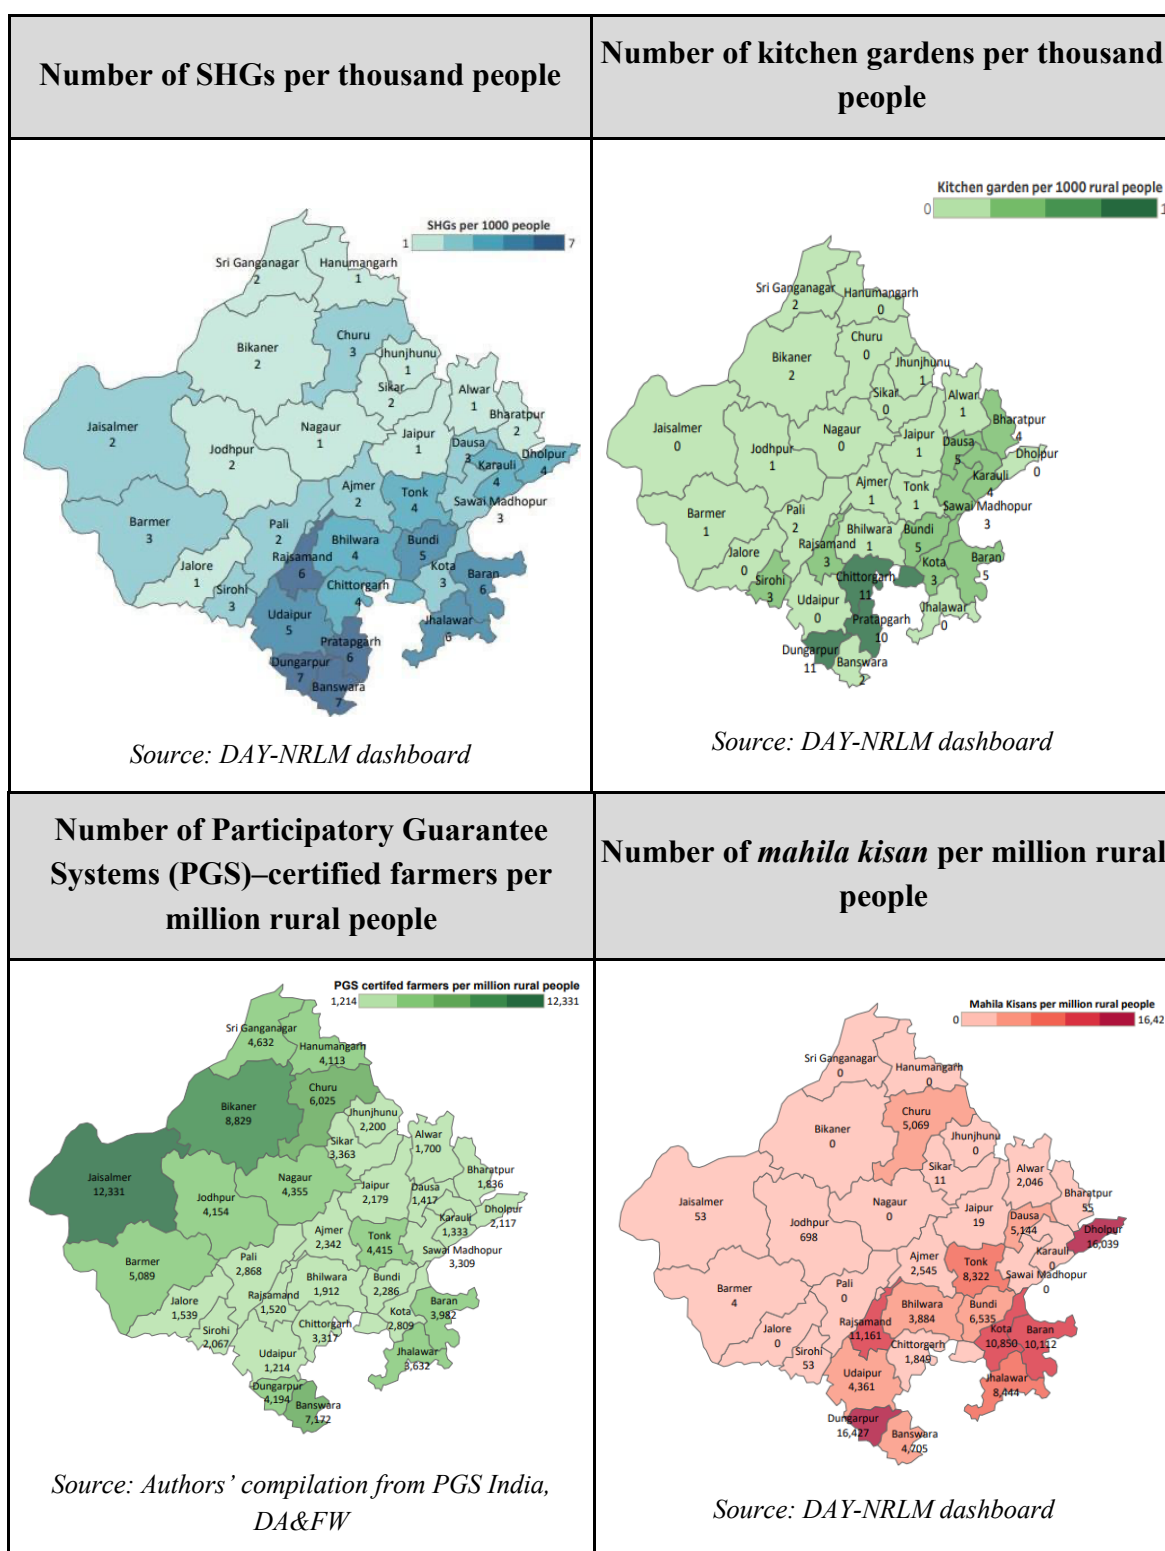 Number of SHGs per thousand people
Number of kitchen gardens per thousand
people
SHGs per 1000 people
1
7
Sri Ganganagar
2
Hanumangarh
1
Churu
3
Bikaner
2
Jhunjhunu
1
Sikar
2
Alwar
1
Bharatpur
2
Jaisalmer
2
Nagaur
1
Jaipur
1
Dausa
3
Dholpur
4
Karauli
4
Jodhpur
2
Ajmer
2
Tonk
4
Sawai Madhopur
3
Barmer
3
Pali
2
Rajsamand
6
Bhilwara
4
Bundi
5
Kota
3
Baran
6
Jalore
1
Sirohi
3
Chittorgarh
4
Udaipur
5
Jhalawar
6
Pratapgarh
6
Dungarpur
7
Banswara
7
Source: DAY-NRLM dashboard
Kitchen garden per 1000 rural people
0
1
Sri Ganganagar
2
Hanumangarh
0
Churu
0
Bikaner
2
Jhunjhunu
1
Sikar
0
Alwar
1
Bharatpur
4
Jaisalmer
0
Nagaur
0
Jaipur
1
Dausa
5
Dholpur
0
Karauli
4
Jodhpur
1
Ajmer
1
Tonk
1
Sawai Madhopur
3
Barmer
1
Pali
2
Rajsamand
3
Bhilwara
1
Bundi
5
Kota
3
Baran
5
Jalore
0
Sirohi
3
Chittorgarh
11
Udaipur
0
Jhalawar
0
Pratapgarh
10
Dungarpur
11
Banswara
2
Source: DAY-NRLM dashboard
Number of Participatory Guarantee
Systems (PGS)–certified farmers per
million rural people
Number of mahila kisan per million rural
people
PGS certifed farmers per million rural people
1,214
12,331
Sri Ganganagar
4,632
Hanumangarh
4,113
Churu
6,025
Bikaner
8,829
Jhunjhunu
2,200
Sikar
3,363
Alwar
1,700
Bharatpur
1,836
Jaisalmer
12,331
Nagaur
4,355
Jaipur
2,179
Dausa
1,417
Dholpur
2,117
Karauli
1,333
Jodhpur
4,154
Ajmer
2,342
Tonk
4,415
Sawai Madhopur
3,309
Barmer
5,089
Pali
2,868
Rajsamand
1,520
Bhilwara
1,912
Bundi
2,286
Kota
2,809
Baran
3,982
Jalore
1,539
Sirohi
2,067
Chittorgarh
3,317
Udaipur
1,214
Jhalawar
3,632
Dungarpur
4,194
Banswara
7,172
Source: Authors’ compilation from PGS India,
DA&FW
Mahila Kisans per million rural people
0
16,42
Sri Ganganagar
0
Hanumangarh
0
Churu
5,069
Bikaner
0
Jhunjhunu
0
Sikar
11
Alwar
2,046
Bharatpur
55
Jaisalmer
53
Nagaur
0
Jaipur
19
Dausa
5,144
Dholpur
16,039
Karauli
0
Jodhpur
698
Ajmer
2,545
Tonk
8,322
Sawai Madhopur
0
Barmer
4
Pali
0
Rajsamand
11,161
Bhilwara
3,884
Bundi
6,535
Kota
10,850
Baran
10,112
Jalore
0
Sirohi
53
Chittorgarh
1,849
Udaipur
4,361
Jhalawar
8,444
Dungarpur
16,427
Banswara
4,705
Source: DAY-NRLM dashboard